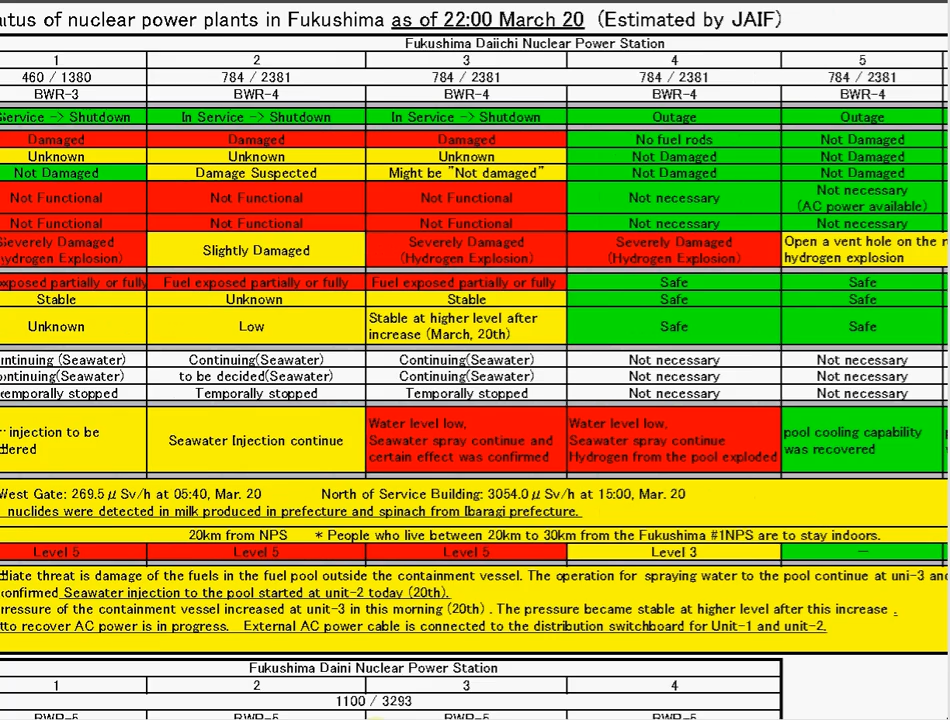 atus of nuclear power plants in Fukushima as of 22:00 March 20 (Estimated by JAIF)
Fukushima Daiichi Nuclear Power Station
1 2 3 4 5
460 / 1380 784 / 2381 784 / 2381 784 / 2381 784 / 2381
BWR-3 BWR-4 BWR-4 BWR-4 BWR-4
Service -> Shutdown In Service -> Shutdown In Service -> Shutdown Outage Outage
Damaged Damaged Damaged No fuel rods Not Damaged
Unknown Unknown Unknown Not Damaged Not Damaged
Not Damaged Damage Suspected Might be "Not damaged" Not Damaged Not Damaged
Not Functional Not Functional Not Functional Not necessary Not necessary
(AC power available)
Not Functional Not Functional Not Functional Not necessary Not necessary
Severely Damaged Slightly Damaged Severely Damaged Severely Damaged Open a vent hole on the r
ydrogen Explosion) (Hydrogen Explosion) (Hydrogen Explosion) hydrogen explosion
exposed partially or fully Fuel exposed partially or fully Fuel exposed partially or fully Safe Safe
Stable Unknown Stable Safe Safe
Unknown Low Stable at higher level after Safe Safe
increase (March, 20th)
ntinuing (Seawater) Continuing(Seawater) Continuing(Seawater) Not necessary Not necessary
ontinuing(Seawater) to be decided(Seawater) Continuing(Seawater) Not necessary Not necessary
emporally stopped Temporally stopped Temporally stopped Not necessary Not necessary
injection to be Seawater Injection continue Water level low, Water level low, pool cooling capability
dered Seawater spray continue and Seawater spray continue was recovered
certain effect was confirmed Hydrogen from the pool exploded
West Gate: 269.5μSv/h at 05:40, Mar. 20 North of Service Building: 3054.0μSv/h at 15:00, Mar. 20
nuclides were detected in milk produced in prefecture and spinach from Ibaragi prefecture.
20km from NPS * People who live between 20km to 30km from the Fukushima #1NPS are to stay indoors.
Level 5 Level 5 Level 5 Level 3 —
diate threat is damage of the fuels in the fuel pool outside the containment vessel. The operation for spraying water to the pool continue at uni-3 and
confirmed Seawater injection to the pool started at unit-2 today (20th).
ressure of the containment vessel increased at unit-3 in this morning (20th) . The pressure became stable at higher level after this increase .
to recover AC power is in progress. External AC power cable is connected to the distribution switchboard for Unit-1 and unit-2.
Fukushima Daini Nuclear Power Station
1 2 3 4
1100 / 3293
BWR-5 BWR-5 BWR-5 BWR-5